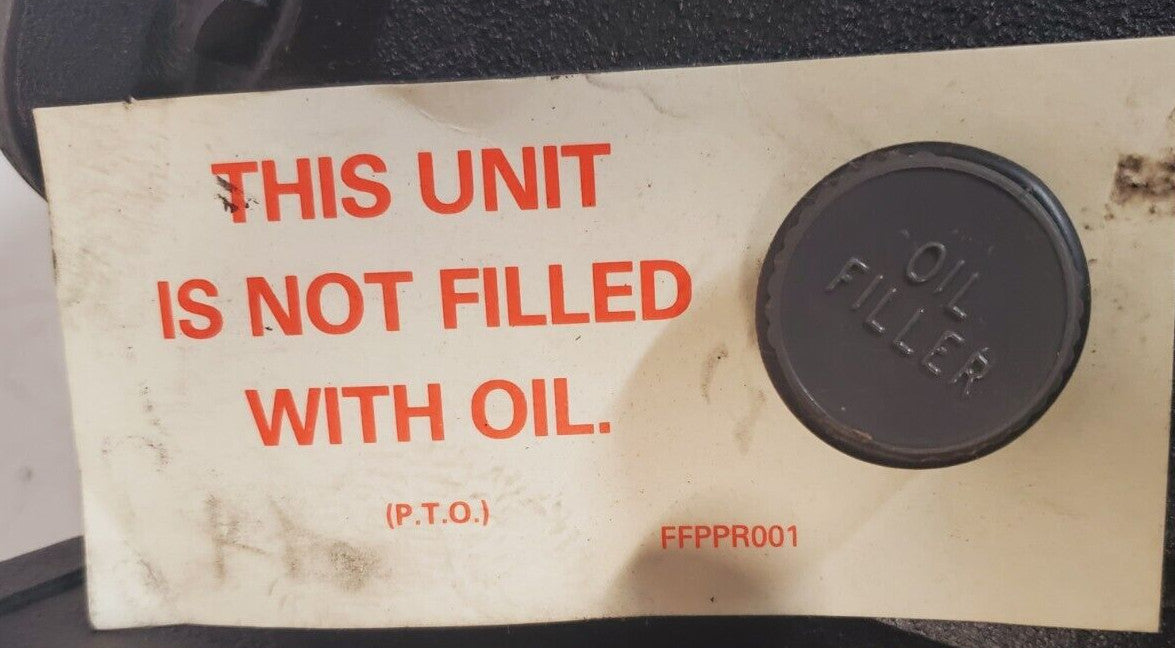 THIS UNIT
IS NOT FILLED
WITH OIL.
(P.T.O.)
FFPPR001
OIL
FILLER